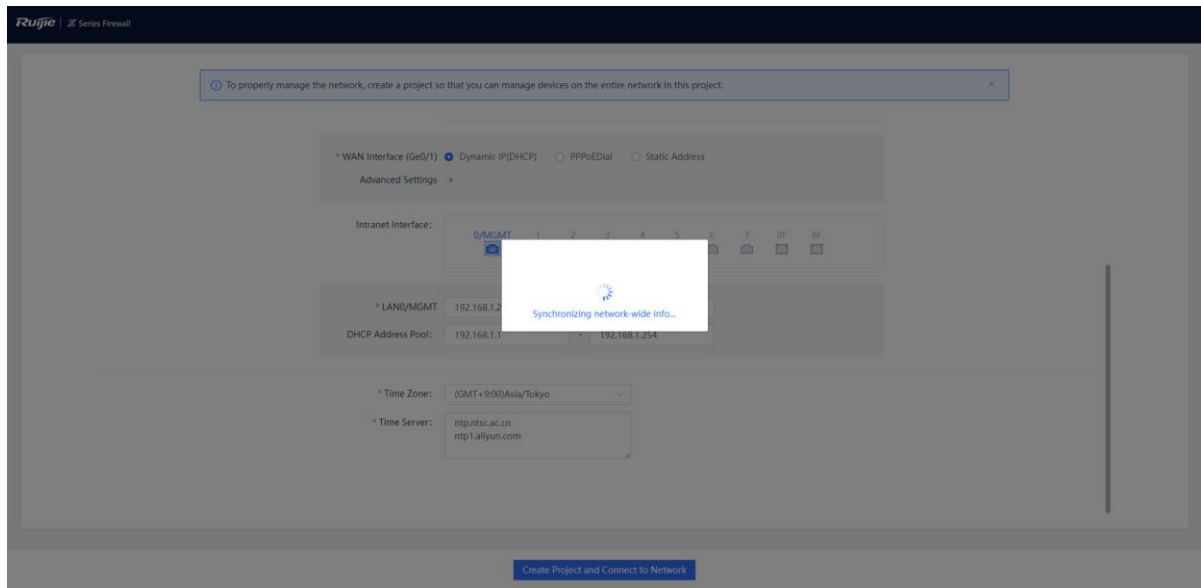 Ruijie | Z Series Firewall
To properly manage the network, create a project so that you can manage devices on the entire network in this project.
* WAN Interface (Ge0/1) Dynamic IP(DHCP) PPPoEDial Static Address
Advanced Settings >
Intranet Interface:
0/MGMT 1 2 3 4 5 6 7 0F 8F
Synchronizing network-wide info...
* LAN0/MGMT 192.168.1.2
DHCP Address Pool: 192.168.1.1 - 192.168.1.254
* Time Zone: (GMT+9:00)Asia/Tokyo
* Time Server: ntp.ntsc.ac.cn
ntp1.aliyun.com
Create Project and Connect to Network